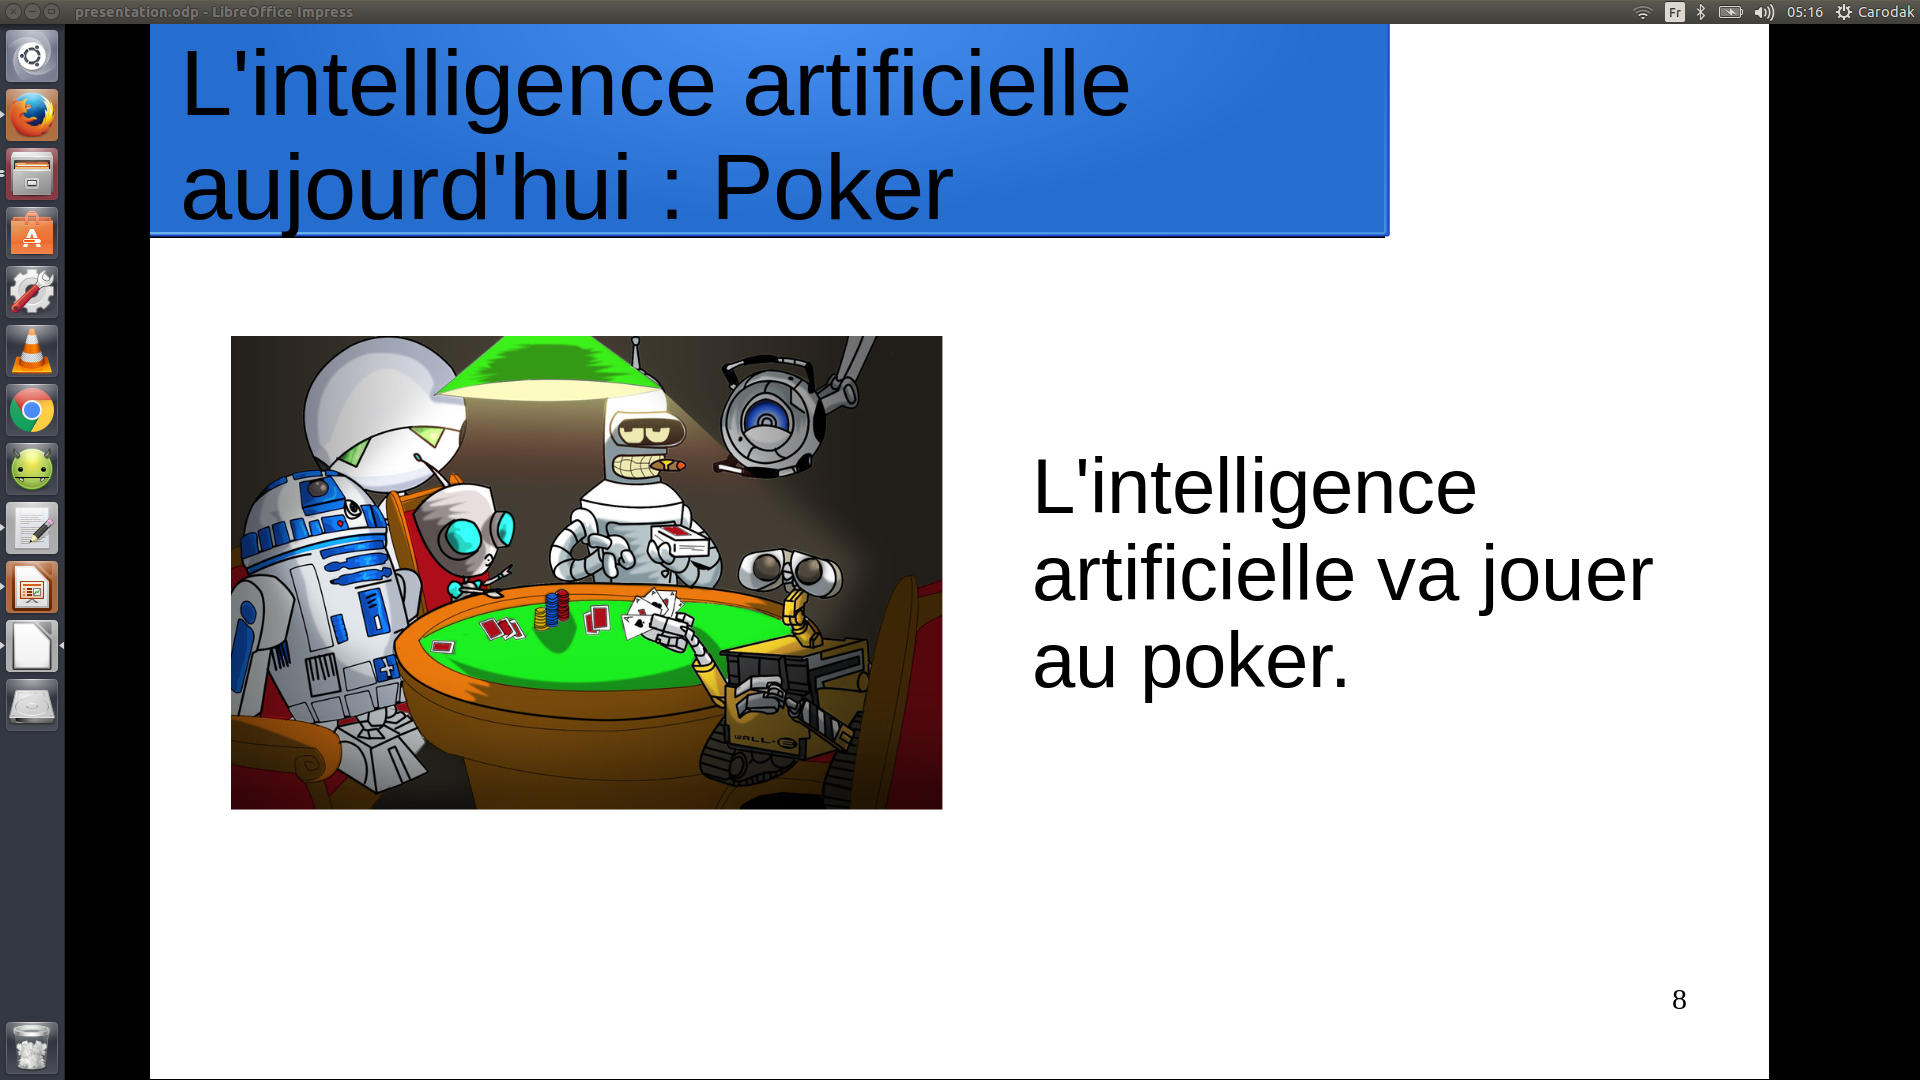 presentation.odp - LibreOffice Impress
Fr
05:16
Carodak
L'intelligence artificielle
aujourd'hui : Poker
WALL·E
L'intelligence
artificielle va jouer
au poker.
8